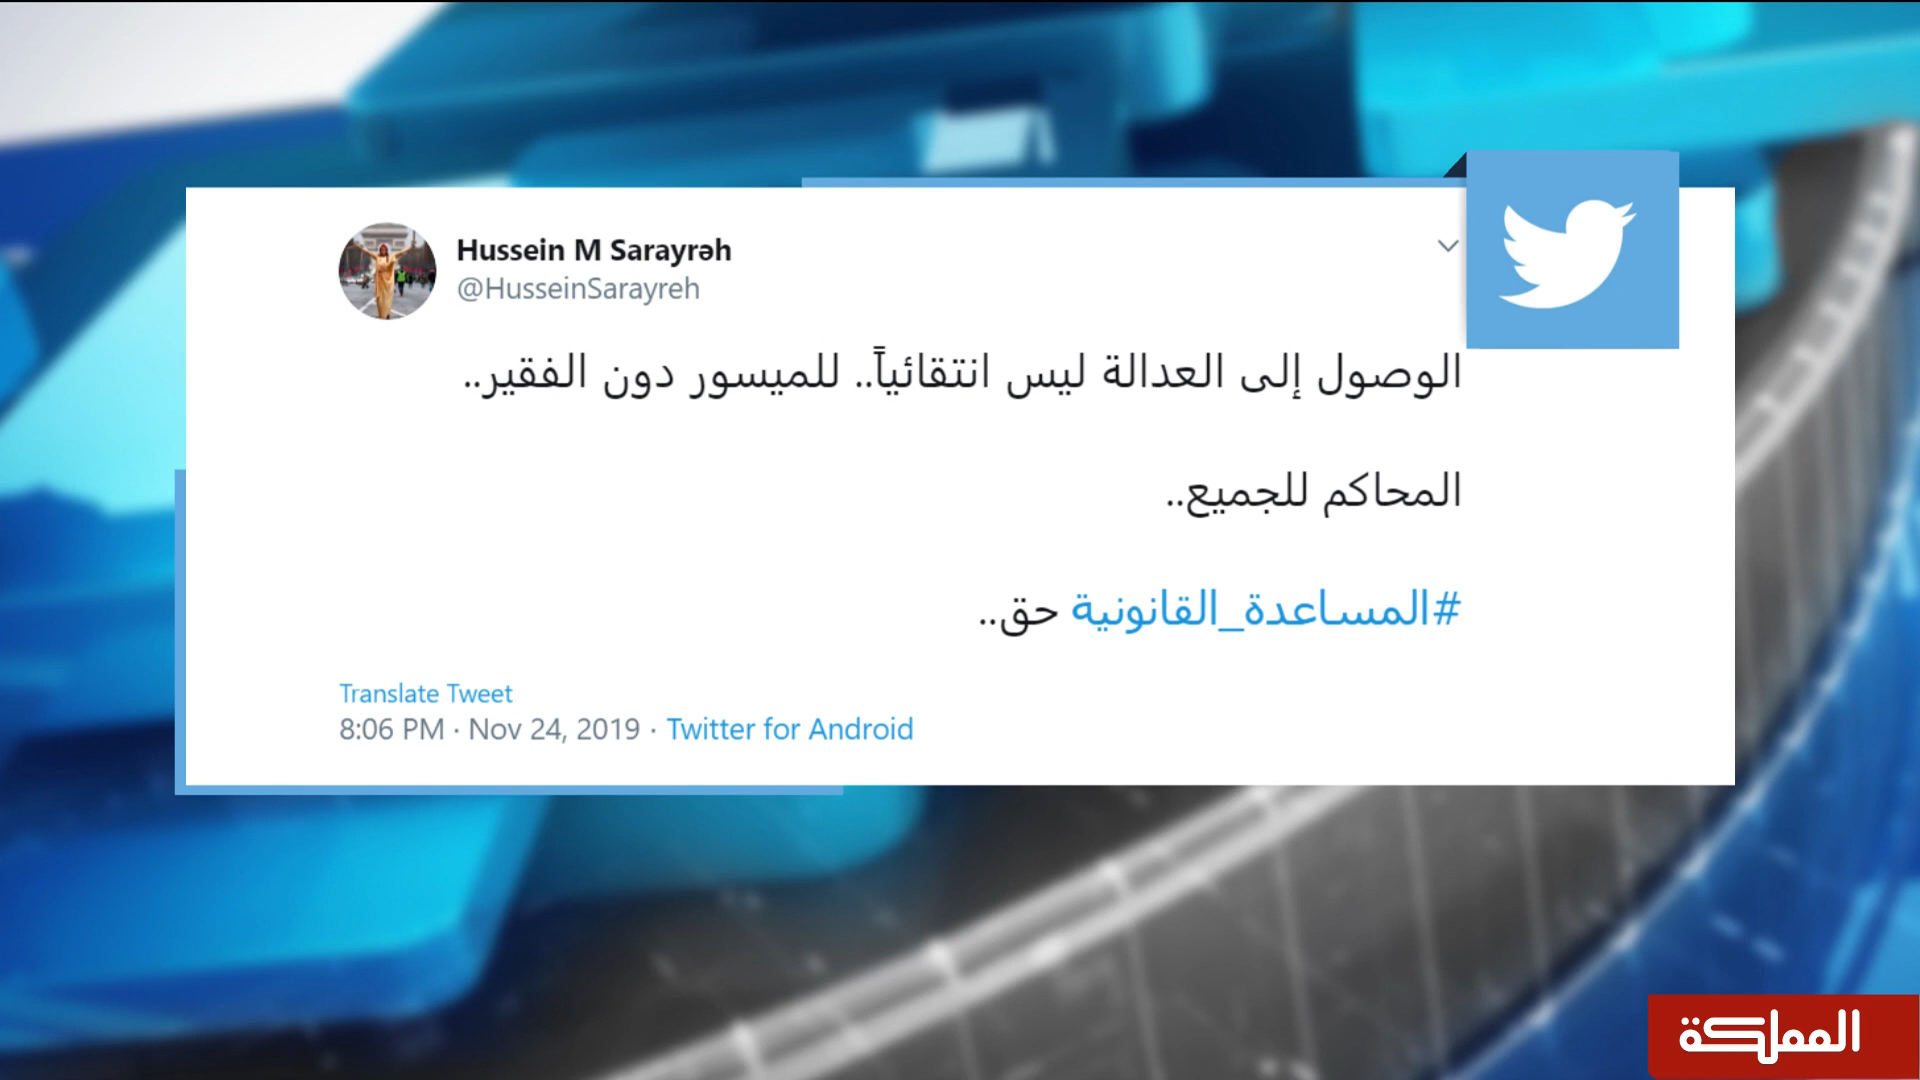 Hussein M Sarayrəh
@HusseinSarayreh
الوصول إلى العدالة ليس انتقائياً.. للميسور دون الفقير..
المحاكم للجميع..
#المساعدة_القانونية حق..
Translate Tweet
8:06 PM · Nov 24, 2019 · Twitter for Android
المملكة